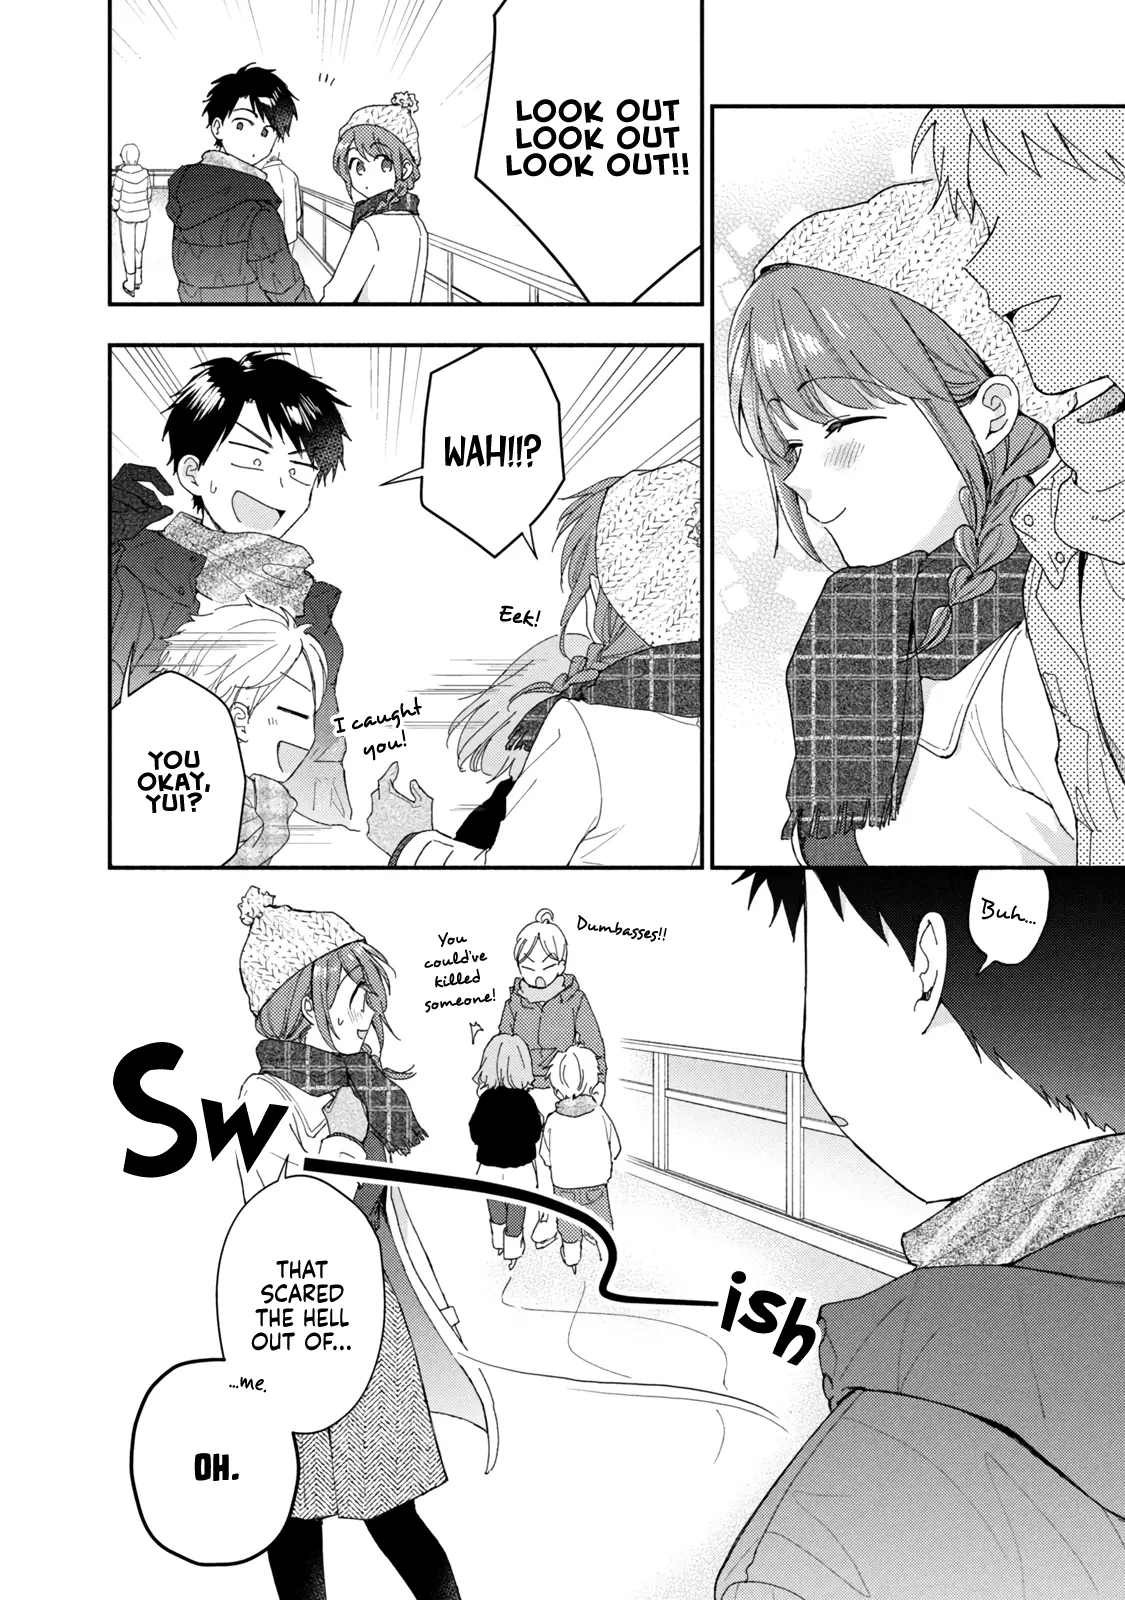 LOOK OUT
LOOK OUT
LOOK OUT!!
WAH!!?
Eek!
I caught
you!
YOU
OKAY,
YUI?
Buh...
Dumbasses!!
You
could've
killed
someone!
Sw
ish
THAT
SCARED
THE HELL
OUT OF...
...me.
OH.